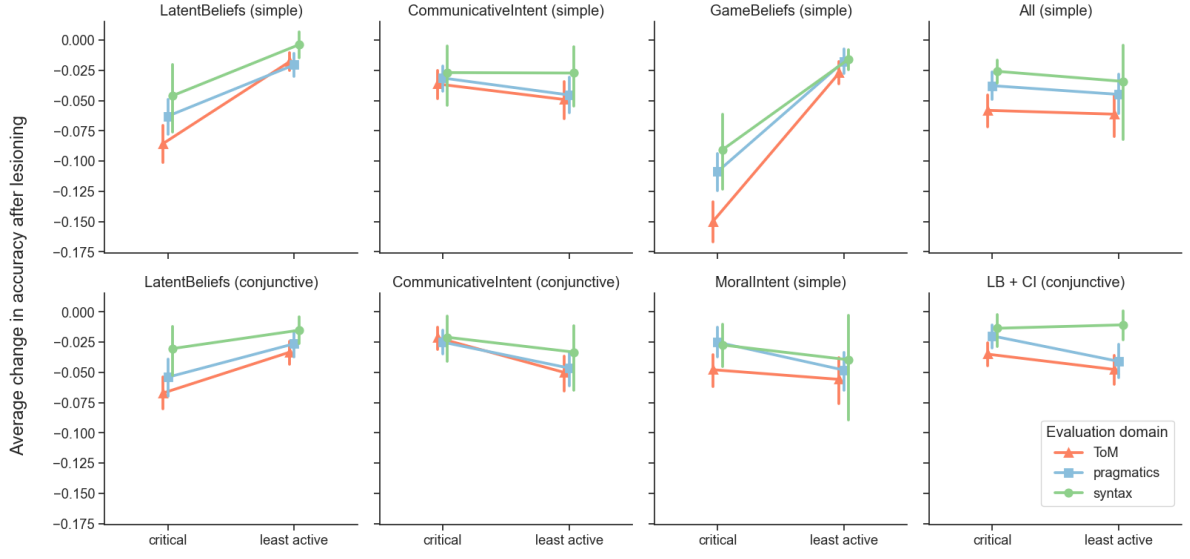 LatentBeliefs (simple)
CommunicativeIntent (simple)
GameBeliefs (simple)
All (simple)
0.000
−0.025
−0.050
−0.075
−0.100
−0.125
−0.150
−0.175
LatentBeliefs (conjunctive)
CommunicativeIntent (conjunctive)
MoralIntent (simple)
LB + CI (conjunctive)
0.000
−0.025
−0.050
−0.075
−0.100
−0.125
−0.150
−0.175
Average change in accuracy after lesioning
Evaluation domain
ToM
pragmatics
syntax
critical
least active
critical
least active
critical
least active
critical
least active